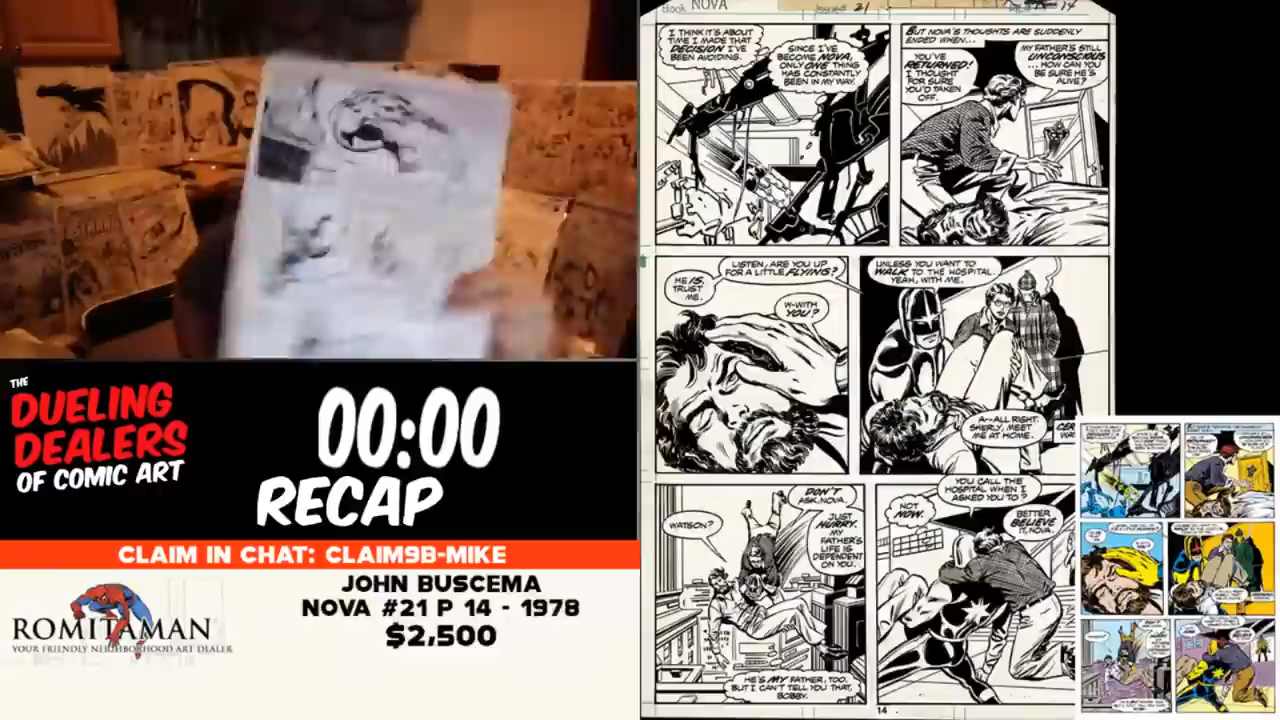 THE
DUELING
DEALERS
OF COMIC ART
00:00
RECAP
CLAIM IN CHAT: CLAIM9B-MIKE
ROMITAMAN
YOUR FRIENDLY NEIGHBORHOOD ART DEALER
JOHN BUSCEMA
NOVA #21 P 14 - 1978
$2,500
Book NOVA
Issue# 21
14
I THINK IT'S ABOUT
TIME I MADE THAT
DECISION I'VE
BEEN AVOIDING.
SINCE I'VE
BECOME NOVA,
ONLY ONE THING
HAS CONSTANTLY
BEEN IN MY WAY.
BUT NOVA'S THOUGHTS ARE SUDDENLY
ENDED WHEN...
YOU'VE
RETURNED!
I THOUGHT
FOR SURE
YOU'D TAKEN
OFF.
MY FATHER'S STILL
UNCONSCIOUS
... HOW CAN YOU
BE SURE HE'S
ALIVE?
HE IS,
TRUST
ME.
LISTEN, ARE YOU UP
FOR A LITTLE FLYING?
W-WITH
YOU?
UNLESS YOU WANT TO
WALK TO THE HOSPITAL.
YEAH, WITH ME.
A--ALL RIGHT.
SHERLY, MEET
ME AT HOME.
WATSON?
DON'T
ASK, NOVA.
JUST
HURRY.
MY
FATHER'S
LIFE IS
DEPENDENT
ON YOU.
HE'S MY FATHER, TOO.
BUT I CAN'T TELL YOU THAT,
BOBBY.
YOU CALL THE
HOSPITAL WHEN I
ASKED YOU TO?
NOT
NOW.
BETTER
BELIEVE
IT, NOVA.
14